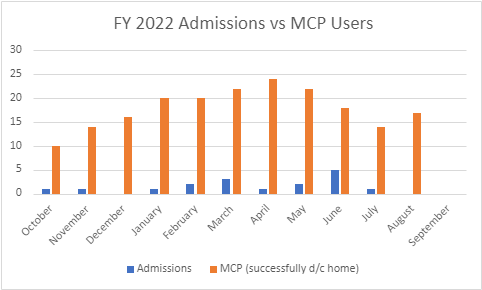 FY 2022 Admissions vs MCP Users
30
25
20
15
10
5
0
October
November
December
January
February
March
April
May
June
July
August
September
Admissions
MCP (successfully d/c home)